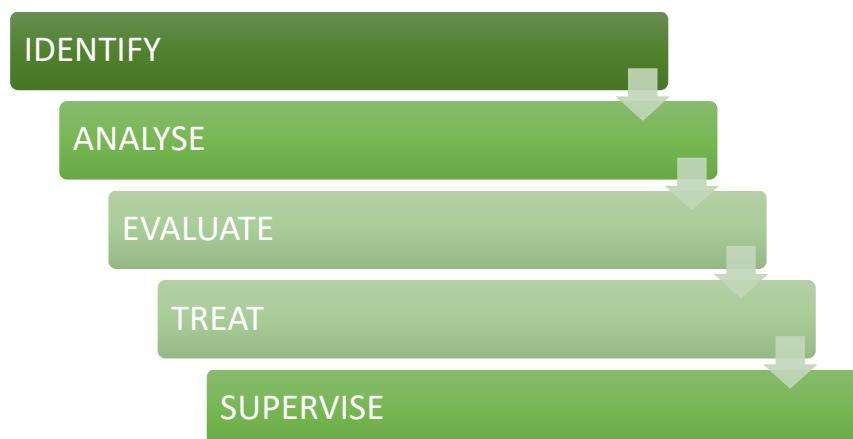 IDENTIFY
ANALYSE
EVALUATE
TREAT
SUPERVISE